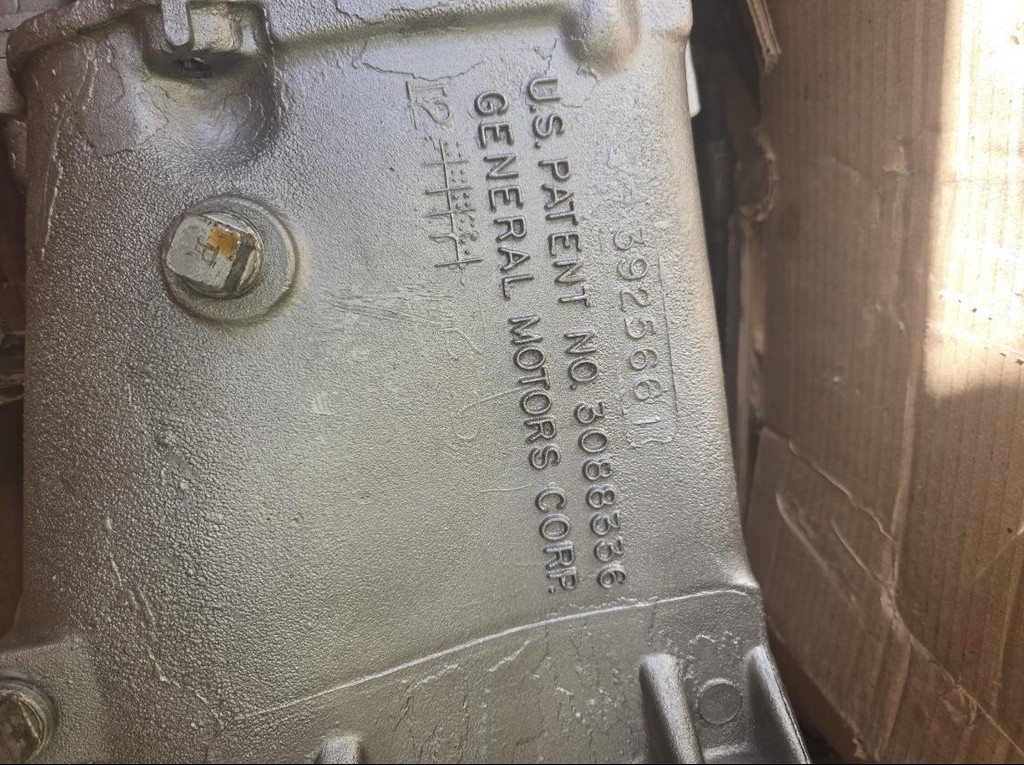 3925661
U.S. PATENT NO. 3088336
GENERAL MOTORS CORP.
12